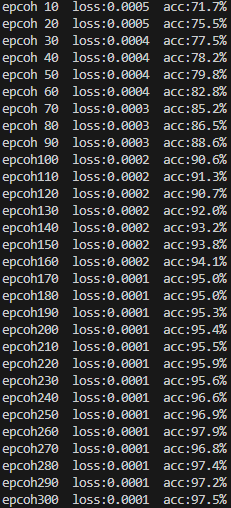 epcoh 10  loss:0.0005  acc:71.7%
epcoh 20  loss:0.0005  acc:75.5%
epcoh 30  loss:0.0004  acc:77.5%
epcoh 40  loss:0.0004  acc:78.2%
epcoh 50  loss:0.0004  acc:79.8%
epcoh 60  loss:0.0004  acc:82.8%
epcoh 70  loss:0.0003  acc:85.2%
epcoh 80  loss:0.0003  acc:86.5%
epcoh 90  loss:0.0003  acc:88.6%
epcoh100  loss:0.0002  acc:90.6%
epcoh110  loss:0.0002  acc:91.3%
epcoh120  loss:0.0002  acc:90.7%
epcoh130  loss:0.0002  acc:92.0%
epcoh140  loss:0.0002  acc:93.2%
epcoh150  loss:0.0002  acc:93.8%
epcoh160  loss:0.0002  acc:94.1%
epcoh170  loss:0.0001  acc:95.0%
epcoh180  loss:0.0001  acc:95.0%
epcoh190  loss:0.0001  acc:95.3%
epcoh200  loss:0.0001  acc:95.4%
epcoh210  loss:0.0001  acc:95.5%
epcoh220  loss:0.0001  acc:95.9%
epcoh230  loss:0.0001  acc:95.6%
epcoh240  loss:0.0001  acc:96.6%
epcoh250  loss:0.0001  acc:96.9%
epcoh260  loss:0.0001  acc:97.9%
epcoh270  loss:0.0001  acc:96.8%
epcoh280  loss:0.0001  acc:97.4%
epcoh290  loss:0.0001  acc:97.2%
epcoh300  loss:0.0001  acc:97.5%